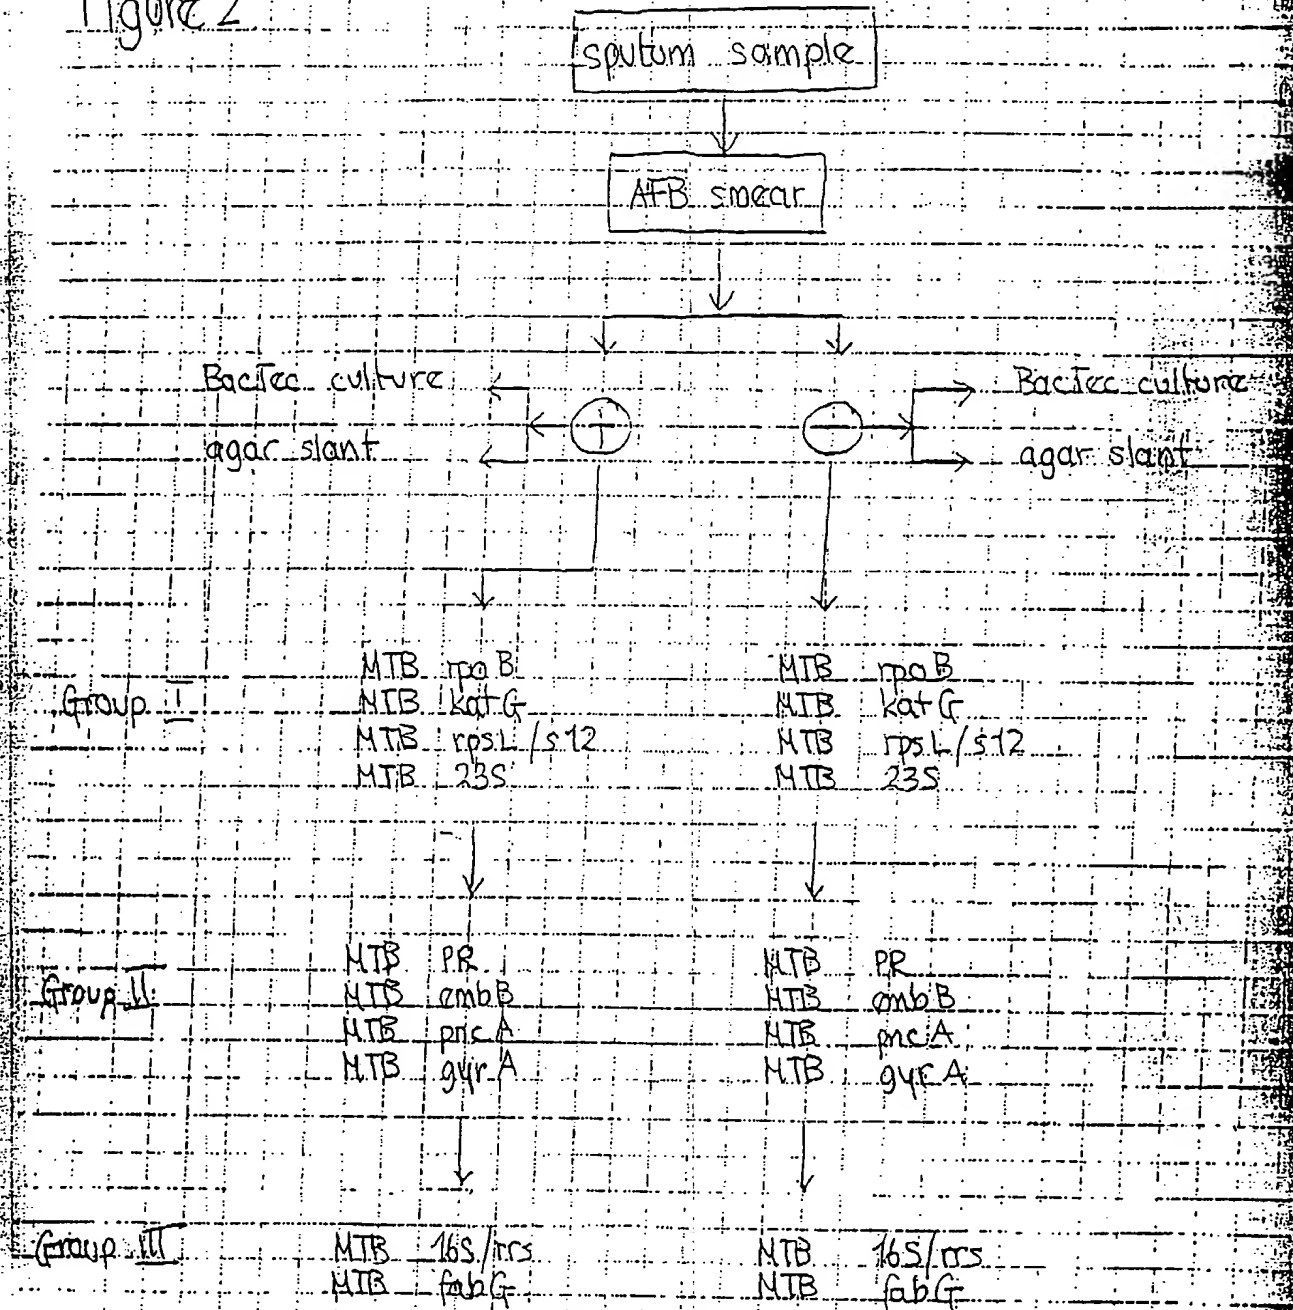 Figure 2
sputum sample
AFB smear
BacTec culture + - BacTec culture
agar slant agar slant
MTB rpoB MTB rpoB
Group I MTB katG MTB katG
MTB rpsL/s12 MTB rpsL/s12
MTB 23S MTB 23S
MTB PR MTB PR
Group II MTB embB MTB embB
MTB pncA MTB pncA
MTB gyrA MTB gyrA
Group III MTB 16S/rrs MTB 16S/rrs
MTB fabG MTB fabG